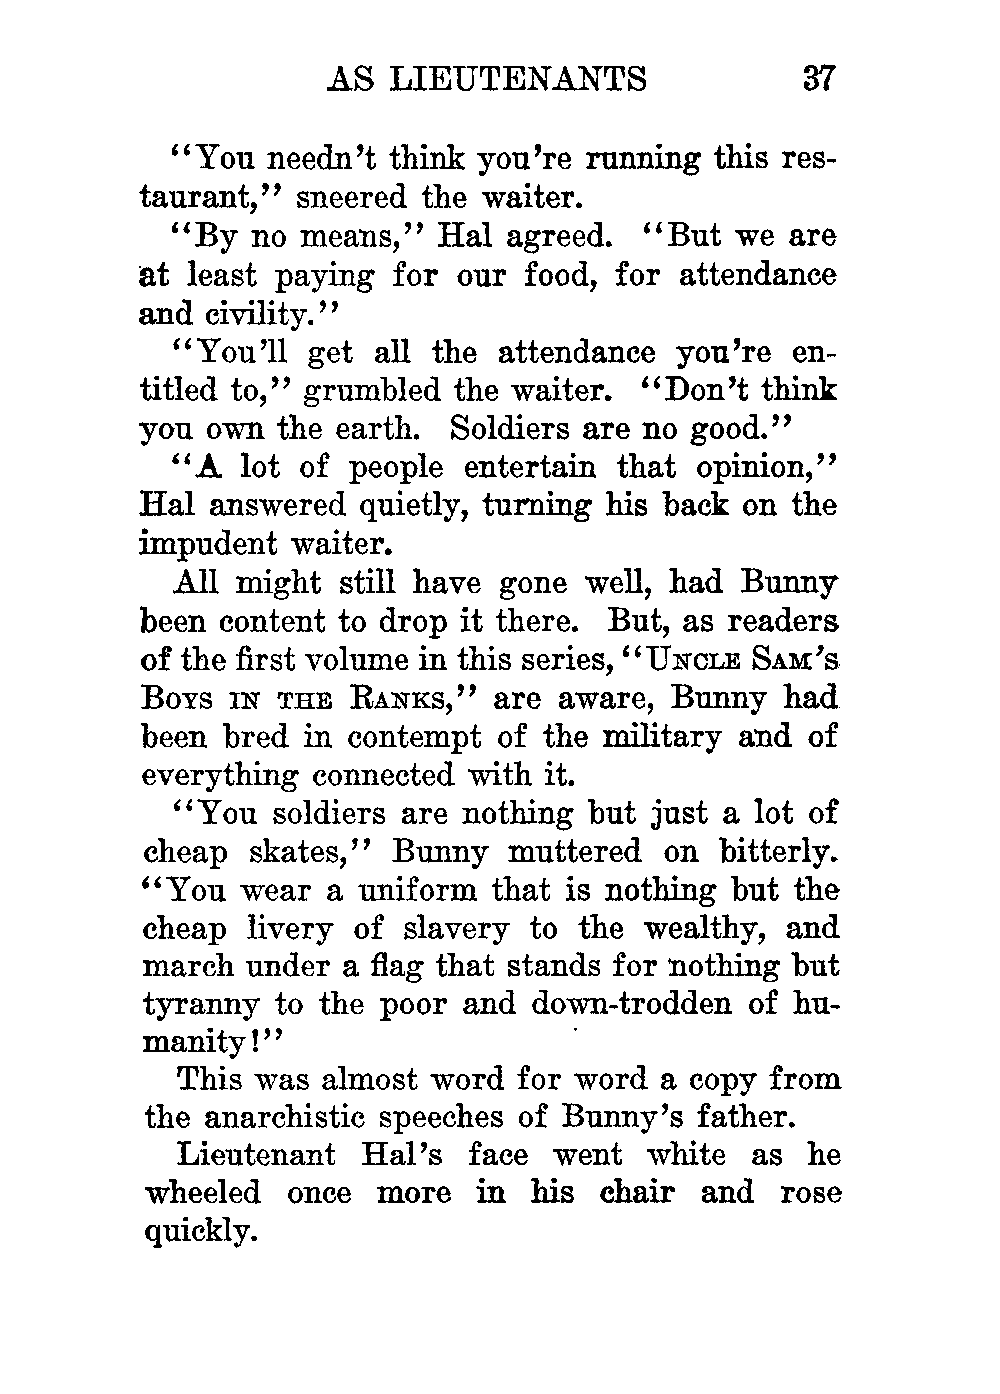 AS LIEUTENANTS 37
"You needn't think you're running this res-
taurant," sneered the waiter.
"By no means," Hal agreed. "But we are
at least paying for our food, for attendance
and civility."
"You'll get all the attendance you're en-
titled to," grumbled the waiter. "Don't think
you own the earth. Soldiers are no good."
"A lot of people entertain that opinion,"
Hal answered quietly, turning his back on the
impudent waiter.
All might still have gone well, had Bunny
been content to drop it there. But, as readers
of the first volume in this series, "UNCLE SAM'S
BOYS IN THE RANKS," are aware, Bunny had
been bred in contempt of the military and of
everything connected with it.
"You soldiers are nothing but just a lot of
cheap skates," Bunny muttered on bitterly.
"You wear a uniform that is nothing but the
cheap livery of slavery to the wealthy, and
march under a flag that stands for nothing but
tyranny to the poor and down-trodden of hu-
manity!"
This was almost word for word a copy from
the anarchistic speeches of Bunny's father.
Lieutenant Hal's face went white as he
wheeled once more in his chair and rose
quickly.